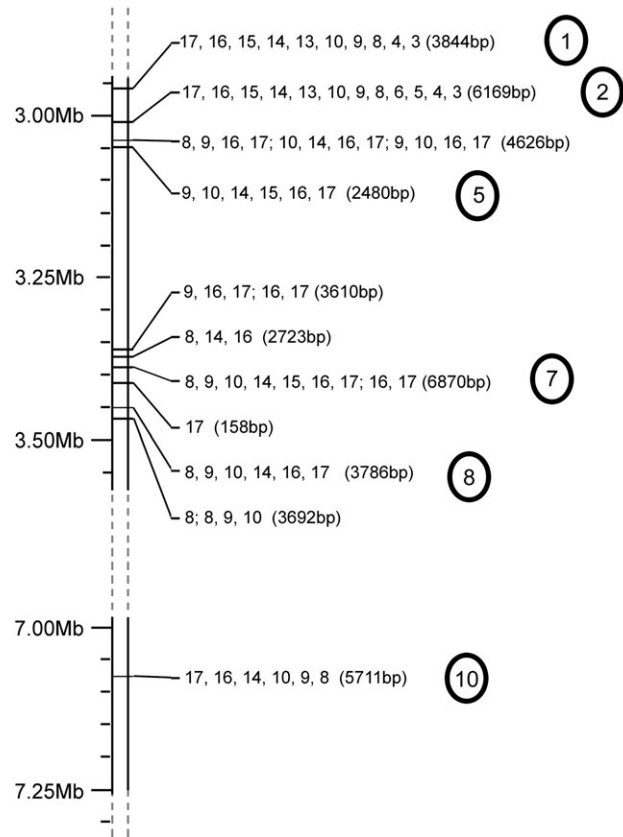 17, 16, 15, 14, 13, 10, 9, 8, 4, 3 (3844bp) 1
17, 16, 15, 14, 13, 10, 9, 8, 6, 5, 4, 3 (6169bp) 2
3.00Mb
8, 9, 16, 17; 10, 14, 16, 17; 9, 10, 16, 17 (4626bp)
9, 10, 14, 15, 16, 17 (2480bp) 5
3.25Mb
9, 16, 17; 16, 17 (3610bp)
8, 14, 16 (2723bp)
8, 9, 10, 14, 15, 16, 17; 16, 17 (6870bp) 7
17 (158bp)
3.50Mb
8, 9, 10, 14, 16, 17 (3786bp) 8
8; 8, 9, 10 (3692bp)
7.00Mb
17, 16, 14, 10, 9, 8 (5711bp) 10
7.25Mb